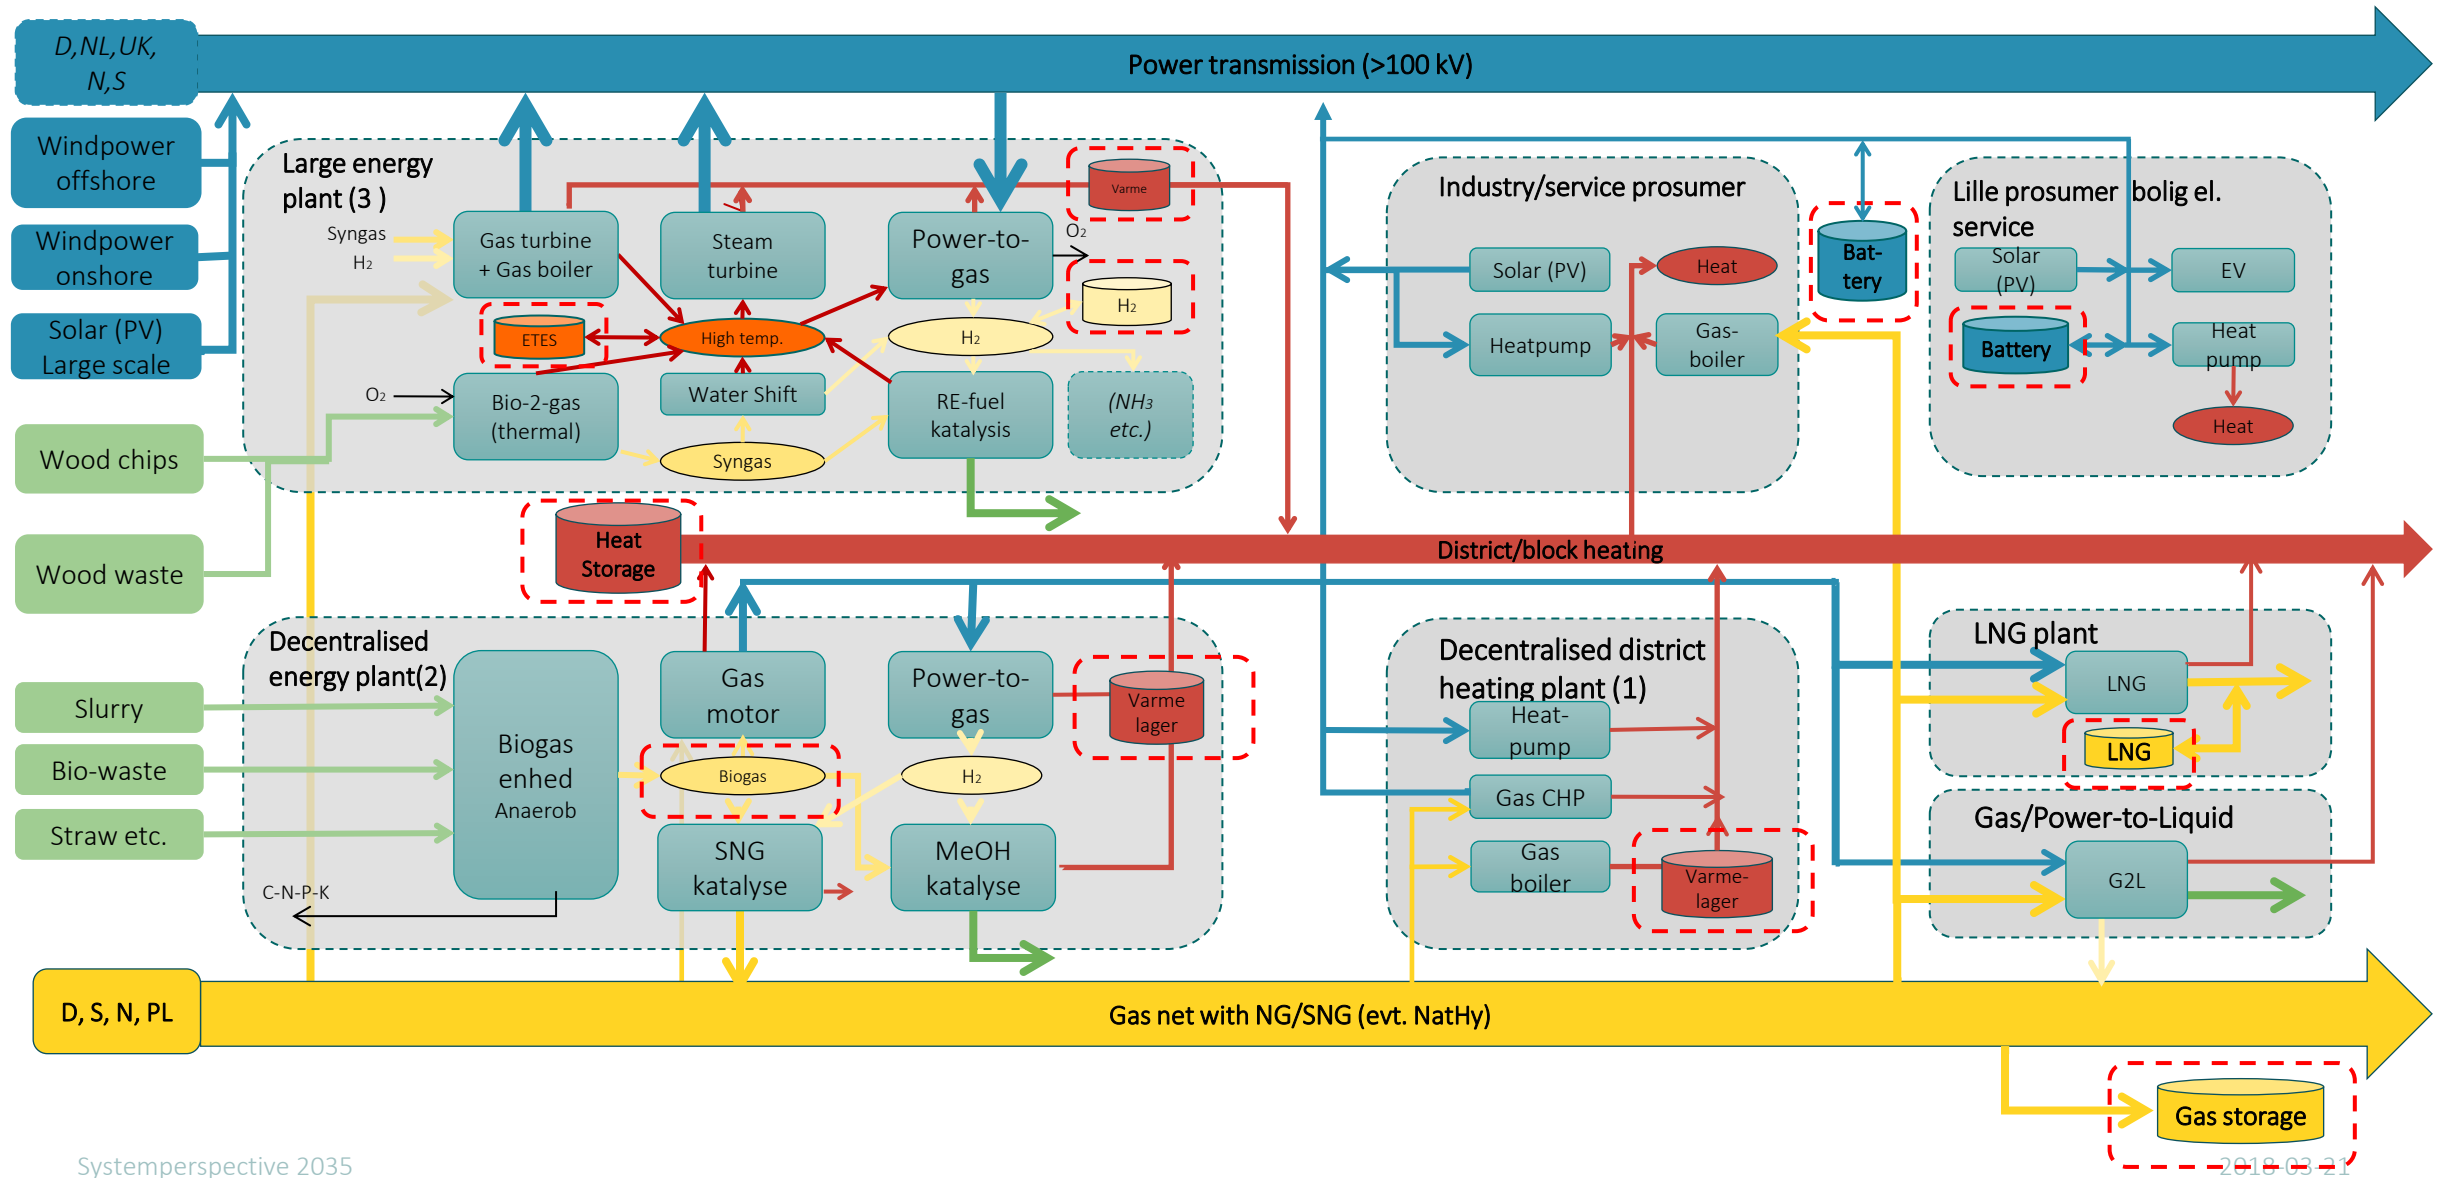 D,NL,UK,
N,S
Power transmission (>100 kV)
Windpower
offshore
Windpower
onshore
Solar (PV)
Large scale
Wood chips
Wood waste
Slurry
Bio-waste
Straw etc.
D, S, N, PL
Large energy
plant (3 )
Syngas
H2
Gas turbine
+ Gas boiler
Steam
turbine
Power-to-
gas
O2
Varme
H2
ETES
High temp.
H2
O2
Bio-2-gas
(thermal)
Water Shift
Syngas
RE-fuel
katalysis
(NH3
etc.)
Industry/service prosumer
Solar (PV)
Heat
Heatpump
Gas-
boiler
Bat-
tery
Lille prosumer bolig el.
service
Solar
(PV)
EV
Battery
Heat
pump
Heat
Heat
Storage
District/block heating
Decentralised
energy plant(2)
Biogas
enhed
Anaerob
C-N-P-K
Gas
motor
Power-to-
gas
Varme
lager
Biogas
H2
SNG
katalyse
MeOH
katalyse
Decentralised district
heating plant (1)
Heat-
pump
Gas CHP
Gas
boiler
Varme-
lager
LNG plant
LNG
LNG
Gas/Power-to-Liquid
G2L
Gas net with NG/SNG (evt. NatHy)
Gas storage
Systemperspective 2035
2018-03-21